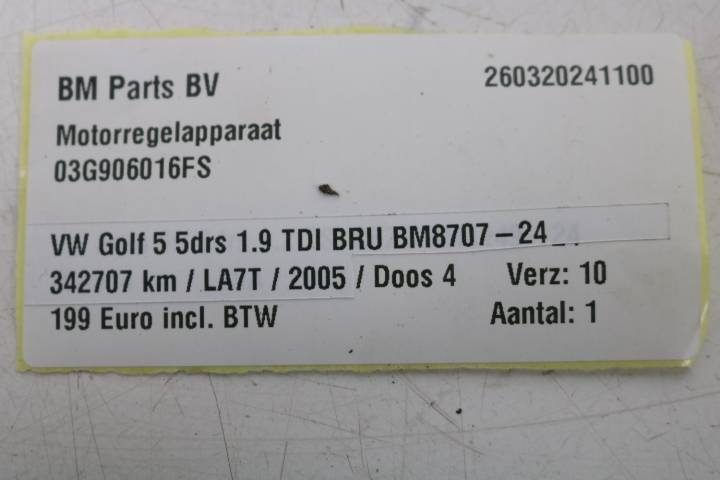 BM Parts BV 260320241100
Motorregelapparaat
03G906016FS
VW Golf 5 5drs 1.9 TDI BRU BM8707-24
342707 km / LA7T / 2005 / Doos 4 Verz: 10
199 Euro incl. BTW Aantal: 1